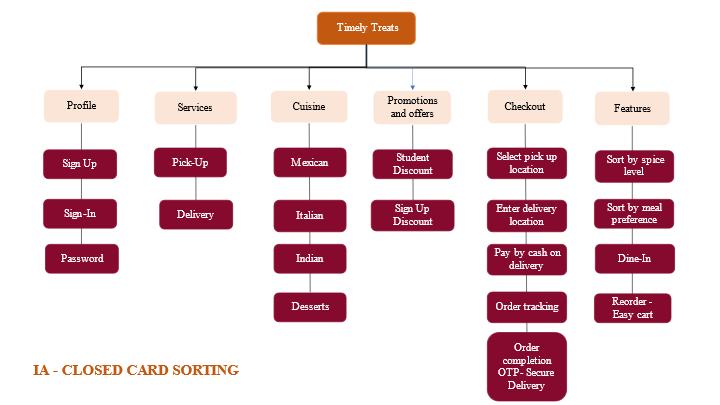 Timely Treats
Profile
Services
Cuisine
Promotions
and offers
Checkout
Features
Sign Up
Sign-In
Password
Pick-Up
Delivery
Mexican
Italian
Indian
Desserts
Student
Discount
Sign Up
Discount
Select pick up
location
Enter delivery
location
Pay by cash on
delivery
Order tracking
Order
completion
OTP- Secure
Delivery
Sort by spice
level
Sort by meal
preference
Dine-In
Reorder -
Easy cart
IA - CLOSED CARD SORTING